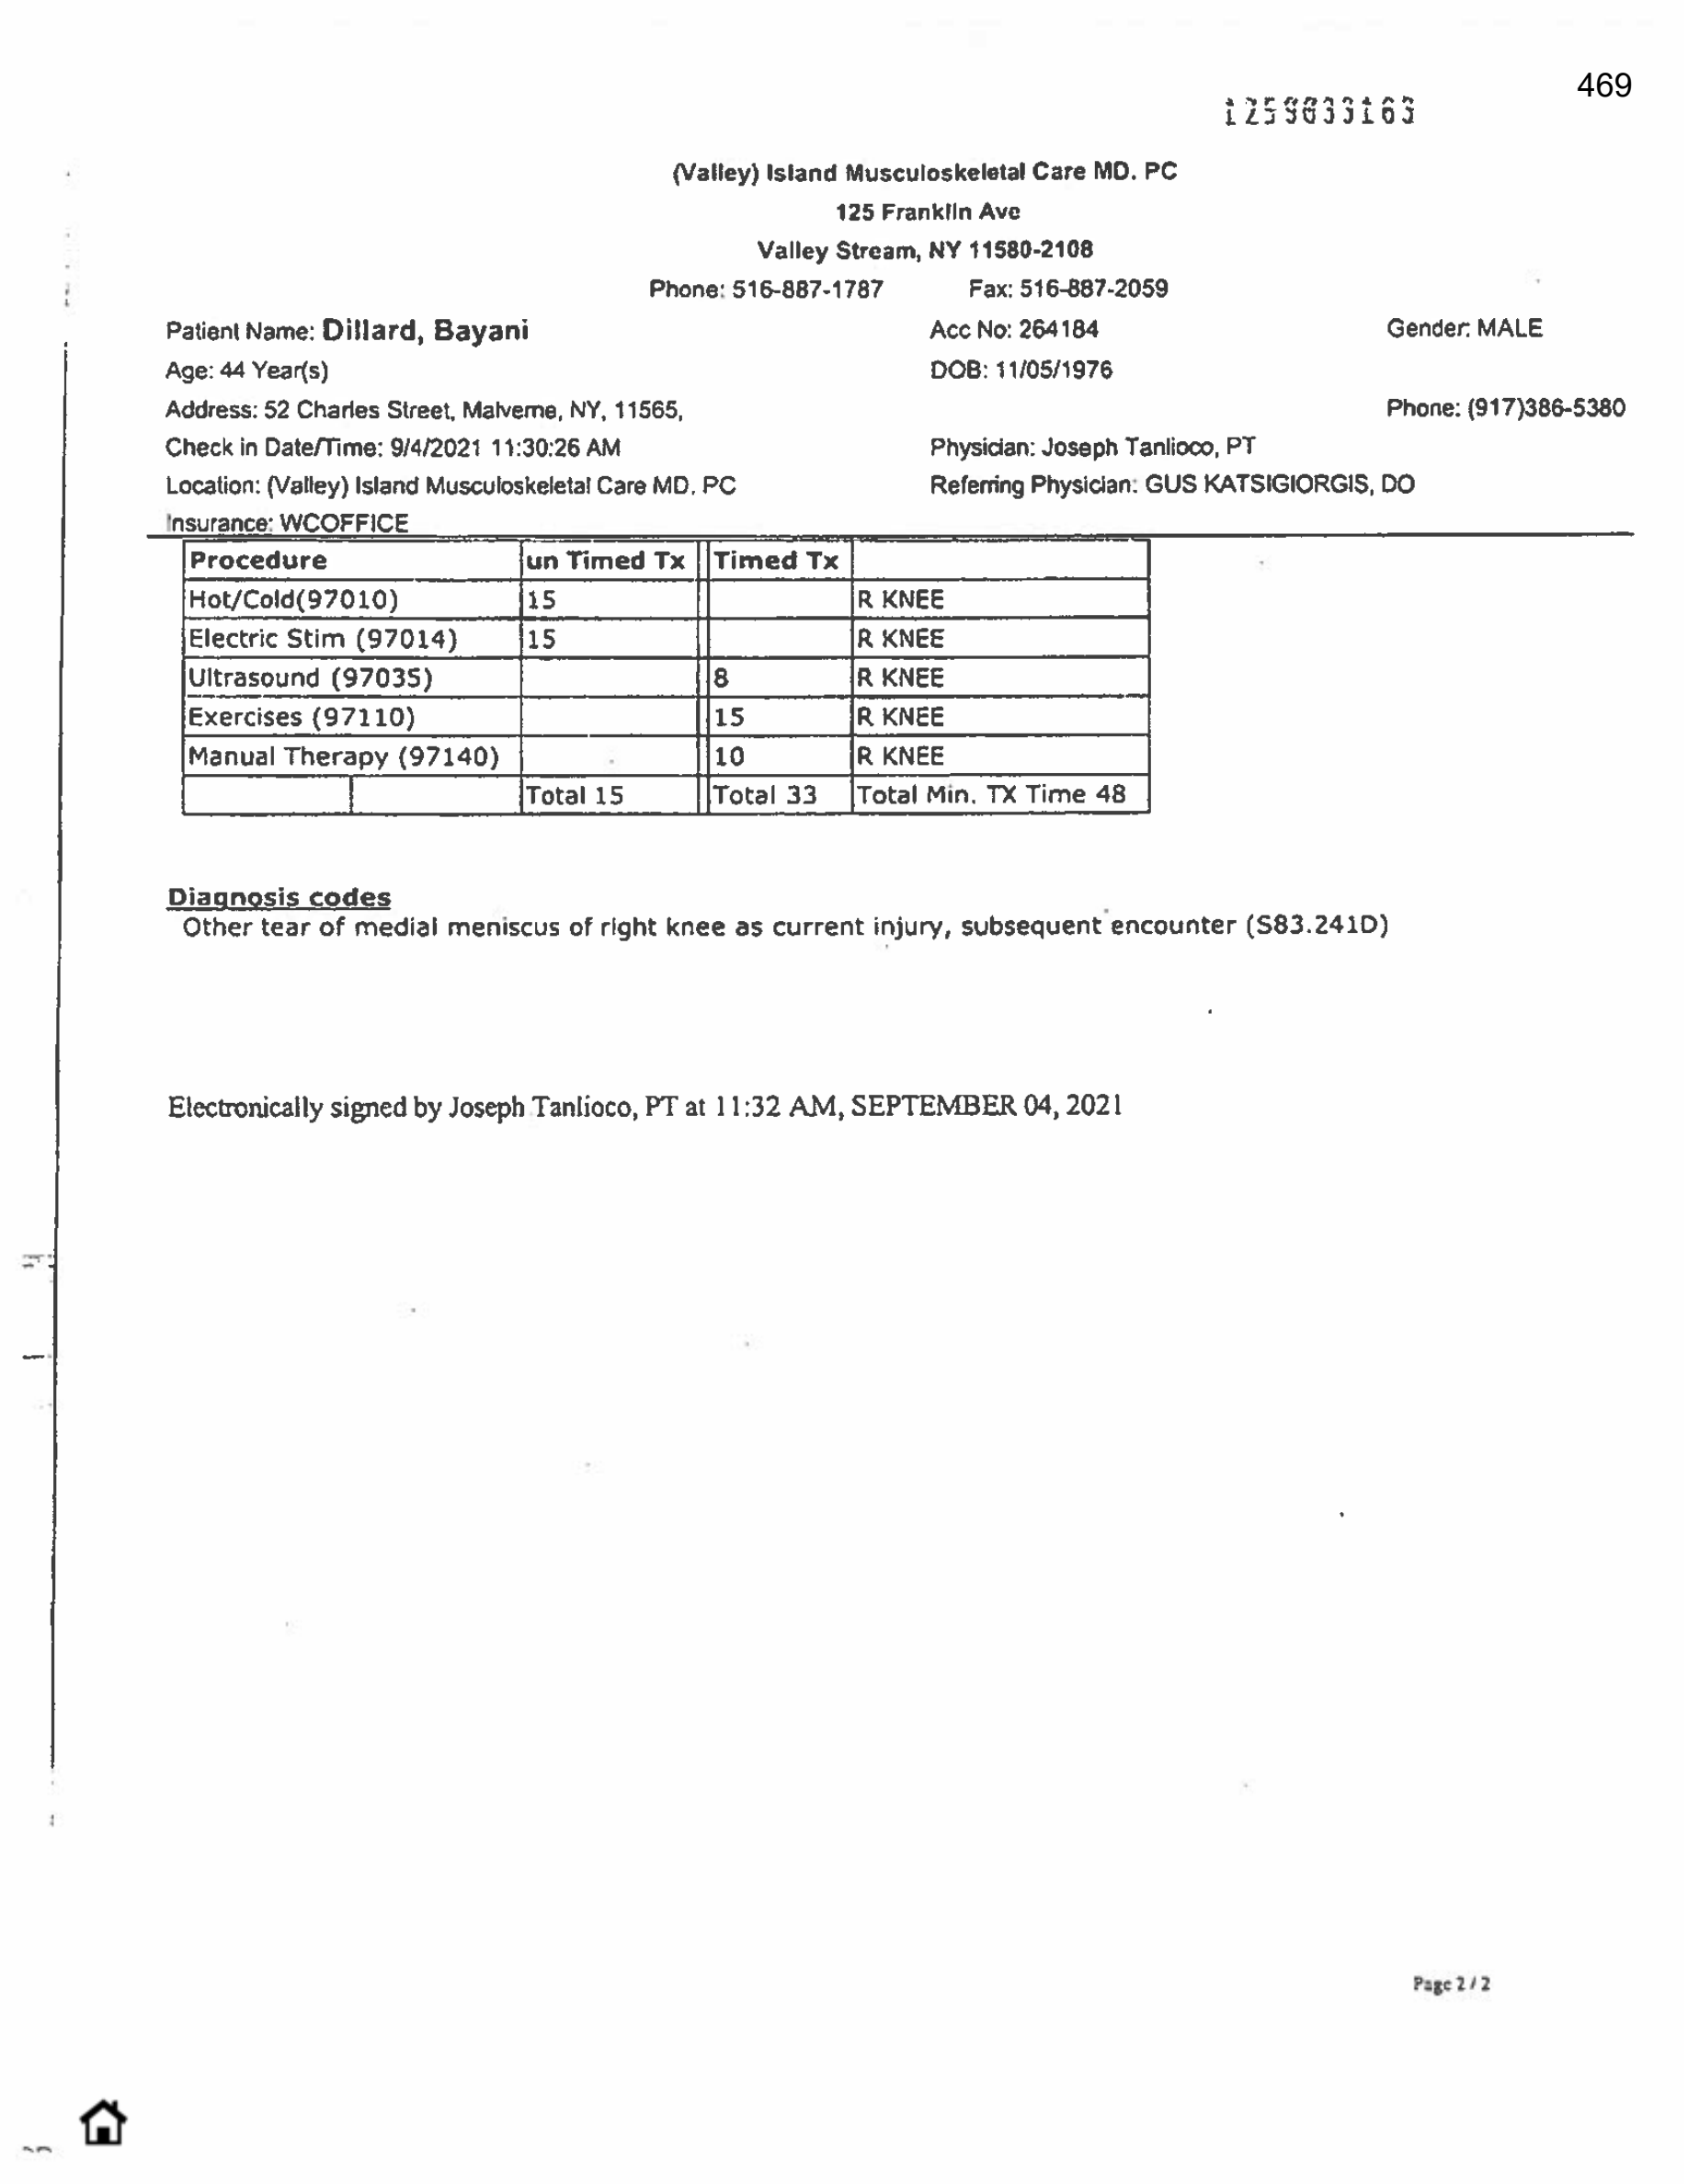 469
1259633163
(Valley) Island Musculoskeletal Care MD. PC
125 Franklin Ave
Valley Stream, NY 11580-2108
Phone: 516-887-1787 Fax: 516-887-2059
Patient Name: Dillard, Bayani Acc No: 264184 Gender: MALE
Age: 44 Year(s) DOB: 11/05/1976
Address: 52 Charles Street, Malverne, NY, 11565, Phone: (917)386-5380
Check in Date/Time: 9/4/2021 11:30:26 AM Physician: Joseph Tanlioco, PT
Location: (Valley) Island Musculoskeletal Care MD. PC Referring Physician: GUS KATSIGIORGIS, DO
Insurance: WCOFFICE
Procedure un Timed Tx Timed Tx
Hot/Cold(97010) 15 R KNEE
Electric Stim (97014) 15 R KNEE
Ultrasound (97035) 8 R KNEE
Exercises (97110) 15 R KNEE
Manual Therapy (97140) 10 R KNEE
Total 15 Total 33 Total Min. TX Time 48
Diagnosis codes
Other tear of medial meniscus of right knee as current injury, subsequent encounter (S83.241D)
Electronically signed by Joseph Tanlioco, PT at 11:32 AM, SEPTEMBER 04, 2021
Page 2 / 2